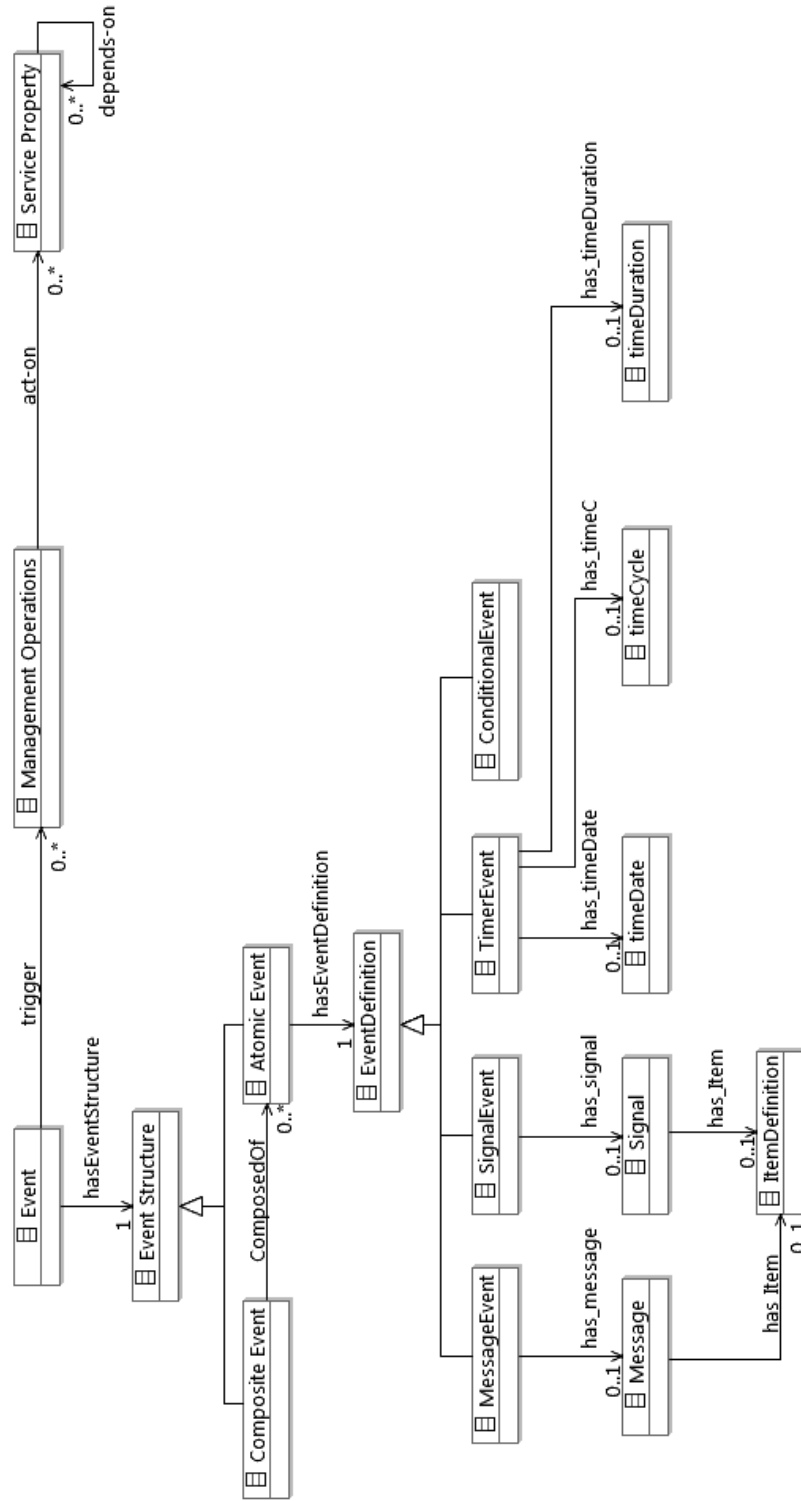 Event
trigger
0..*
Management Operations
act-on
0..*
Service Property
0..*
depends-on
hasEventStructure
1
Event Structure
Composite Event
ComposedOf
0..*
Atomic Event
hasEventDefinition
1
EventDefinition
MessageEvent
SignalEvent
TimerEvent
ConditionalEvent
has_message
has_signal
has_timeDate
has_timeC
has_timeDuration
0..1
0..1
0..1
0..1
0..1
Message
Signal
timeDate
timeCycle
timeDuration
has_Item
has_Item
0..1
0..1
ItemDefinition